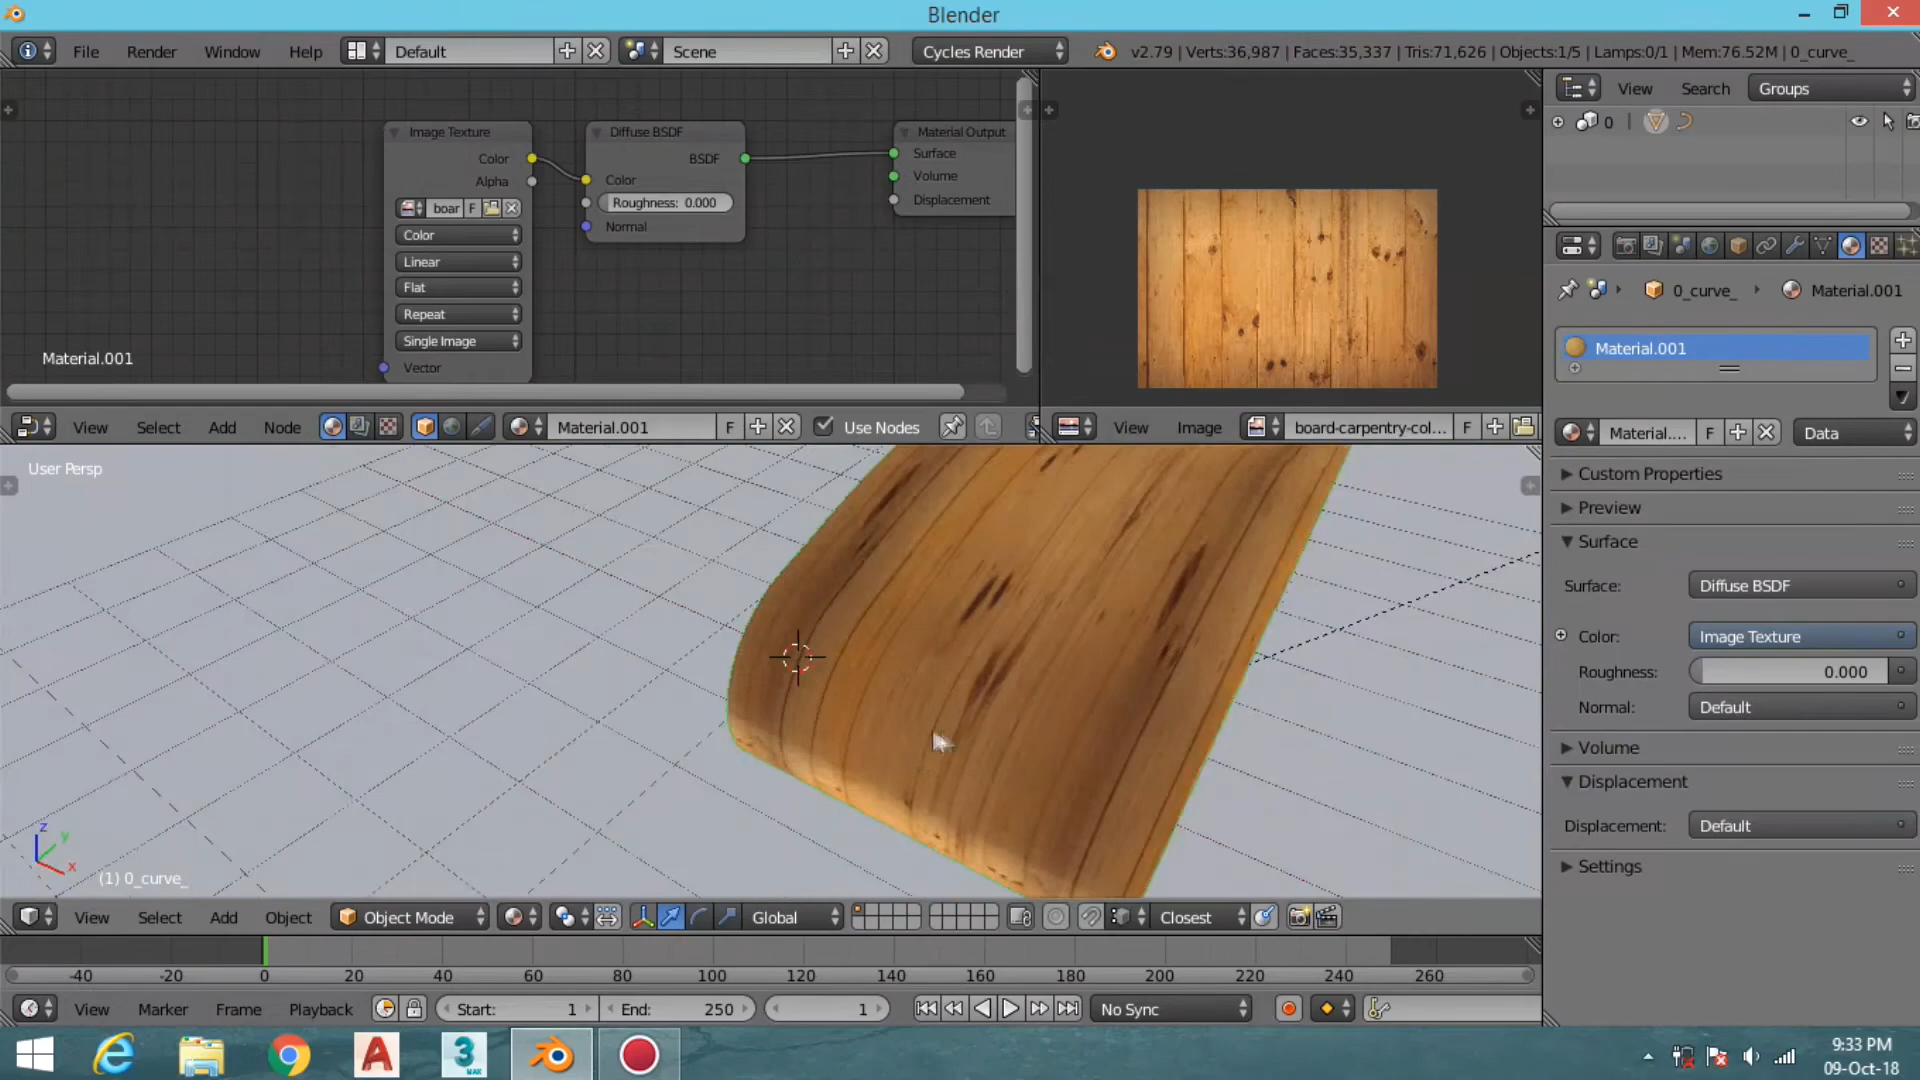 Blender
File Render Window Help Default Scene Cycles Render v2.79 | Verts:36,987 | Faces:35,337 | Tris:71,626 | Objects:1/5 | Lamps:0/1 | Mem:76.52M | 0_curve_
Image Texture
Color
Alpha
boar F
Color
Linear
Flat
Repeat
Single Image
Vector
Diffuse BSDF
BSDF
Color
Roughness: 0.000
Normal
Material Output
Surface
Volume
Displacement
Material.001
View Select Add Node Material.001 F Use Nodes
View Image board-carpentry-col... F
View Search Groups
0
0_curve_ Material.001
Material.001
Material.... F Data
Custom Properties
Preview
Surface
Surface: Diffuse BSDF
Color: Image Texture
Roughness: 0.000
Normal: Default
Volume
Displacement
Displacement: Default
Settings
User Persp
z
y
x
(1) 0_curve_
View Select Add Object Object Mode Global Closest
-40 -20 0 20 40 60 80 100 120 140 160 180 200 220 240 260
View Marker Frame Playback Start: 1 End: 250 1 No Sync
A
3
MAX
9:33 PM
09-Oct-18